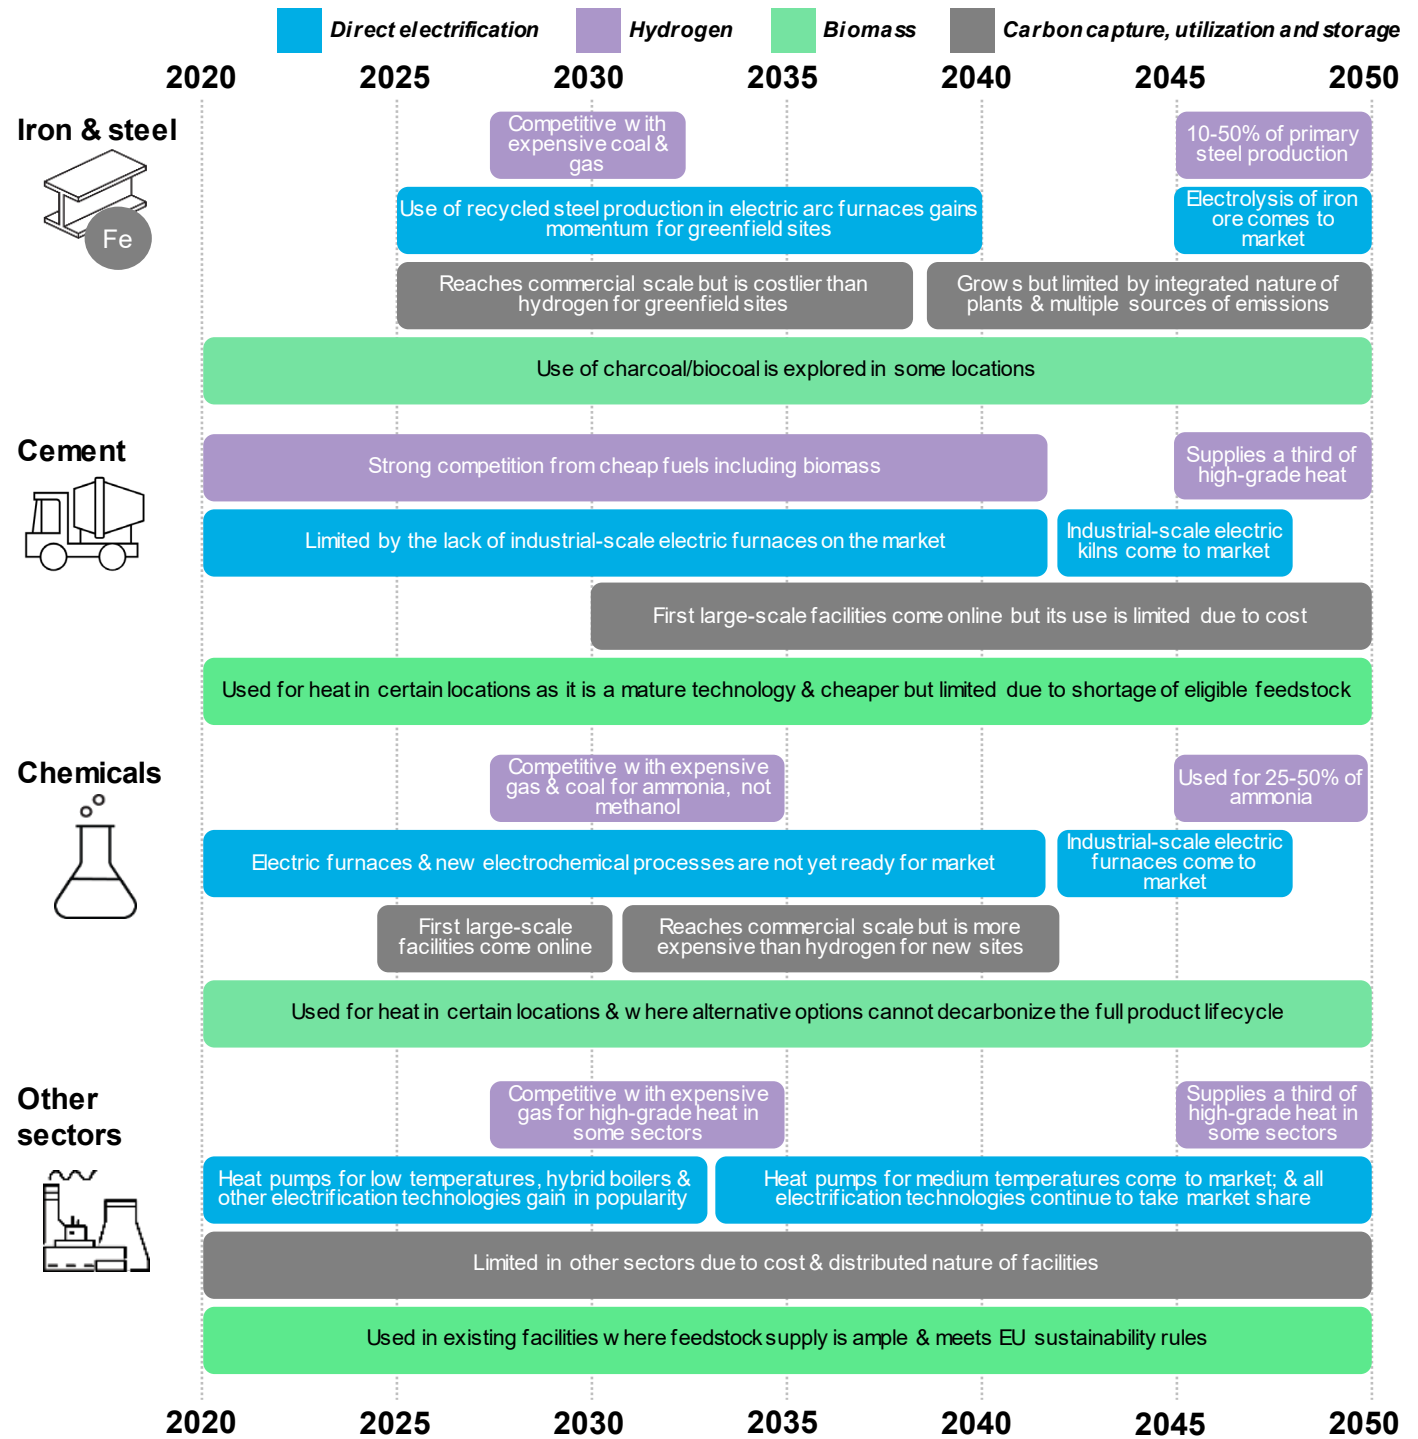 Direct electrification Hydrogen Biomass Carbon capture, utilization and storage
2020 2025 2030 2035 2040 2045 2050
Iron & steel
Fe
Competitive with
expensive coal &
gas
10-50% of primary
steel production
Use of recycled steel production in electric arc furnaces gains
momentum for greenfield sites
Electrolysis of iron
ore comes to
market
Reaches commercial scale but is costlier than
hydrogen for greenfield sites
Grows but limited by integrated nature of
plants & multiple sources of emissions
Use of charcoal/biocoal is explored in some locations
Cement
Strong competition from cheap fuels including biomass
Supplies a third of
high-grade heat
Limited by the lack of industrial-scale electric furnaces on the market
Industrial-scale electric
kilns come to market
First large-scale facilities come online but its use is limited due to cost
Used for heat in certain locations as it is a mature technology & cheaper but limited due to shortage of eligible feedstock
Chemicals
Competitive with expensive
gas & coal for ammonia, not
methanol
Used for 25-50% of
ammonia
Electric furnaces & new electrochemical processes are not yet ready for market
Industrial-scale electric
furnaces come to
market
First large-scale
facilities come online
Reaches commercial scale but is more
expensive than hydrogen for new sites
Used for heat in certain locations & where alternative options cannot decarbonize the full product lifecycle
Other
sectors
Competitive with expensive
gas for high-grade heat in
some sectors
Supplies a third of
high-grade heat in
some sectors
Heat pumps for low temperatures, hybrid boilers &
other electrification technologies gain in popularity
Heat pumps for medium temperatures come to market; & all
electrification technologies continue to take market share
Limited in other sectors due to cost & distributed nature of facilities
Used in existing facilities where feedstock supply is ample & meets EU sustainability rules
2020 2025 2030 2035 2040 2045 2050